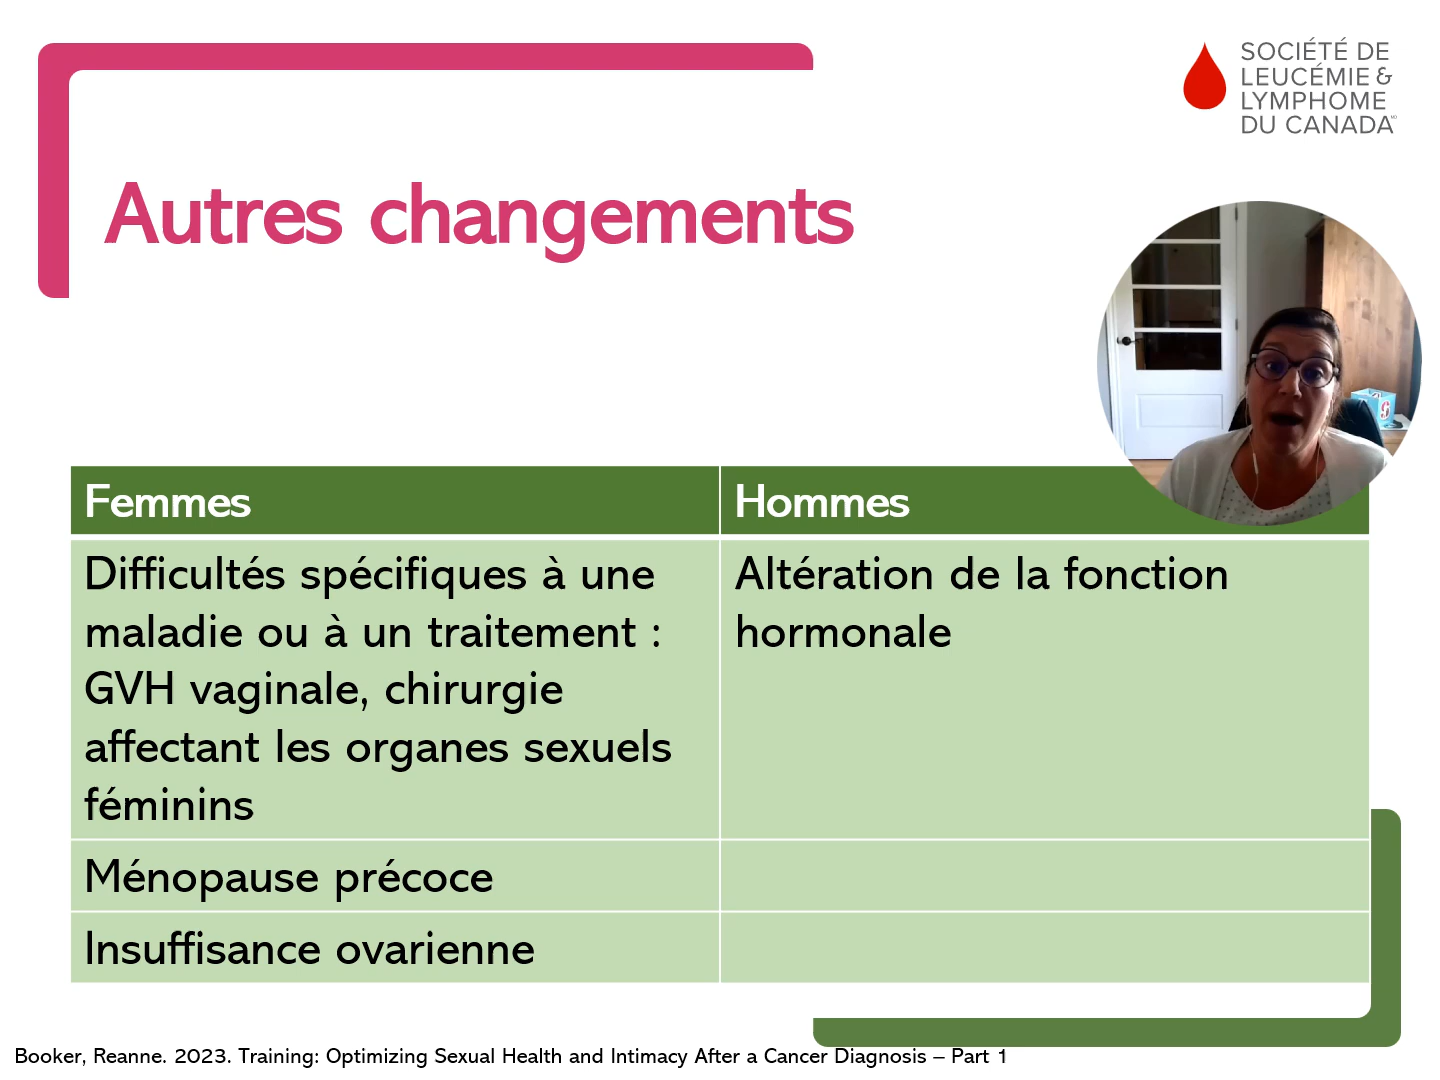 SOCIÉTÉ DE
LEUCÉMIE &
LYMPHOME
DU CANADA
Autres changements
Femmes
Hommes
Difficultés spécifiques à une
maladie ou à un traitement :
GVH vaginale, chirurgie
affectant les organes sexuels
féminins
Altération de la fonction
hormonale
Ménopause précoce
Insuffisance ovarienne
Booker, Reanne. 2023. Training: Optimizing Sexual Health and Intimacy After a Cancer Diagnosis – Part 1